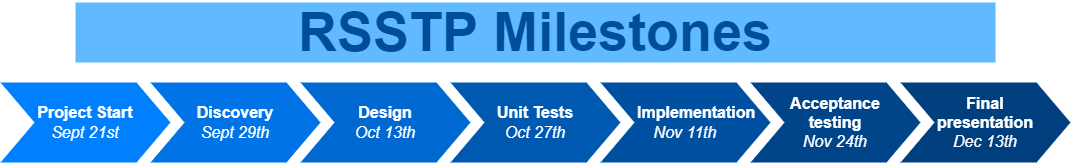 RSSTP Milestones
Project Start
Sept 21st
Discovery
Sept 29th
Design
Oct 13th
Unit Tests
Oct 27th
Implementation
Nov 11th
Acceptance
testing
Nov 24th
Final
presentation
Dec 13th